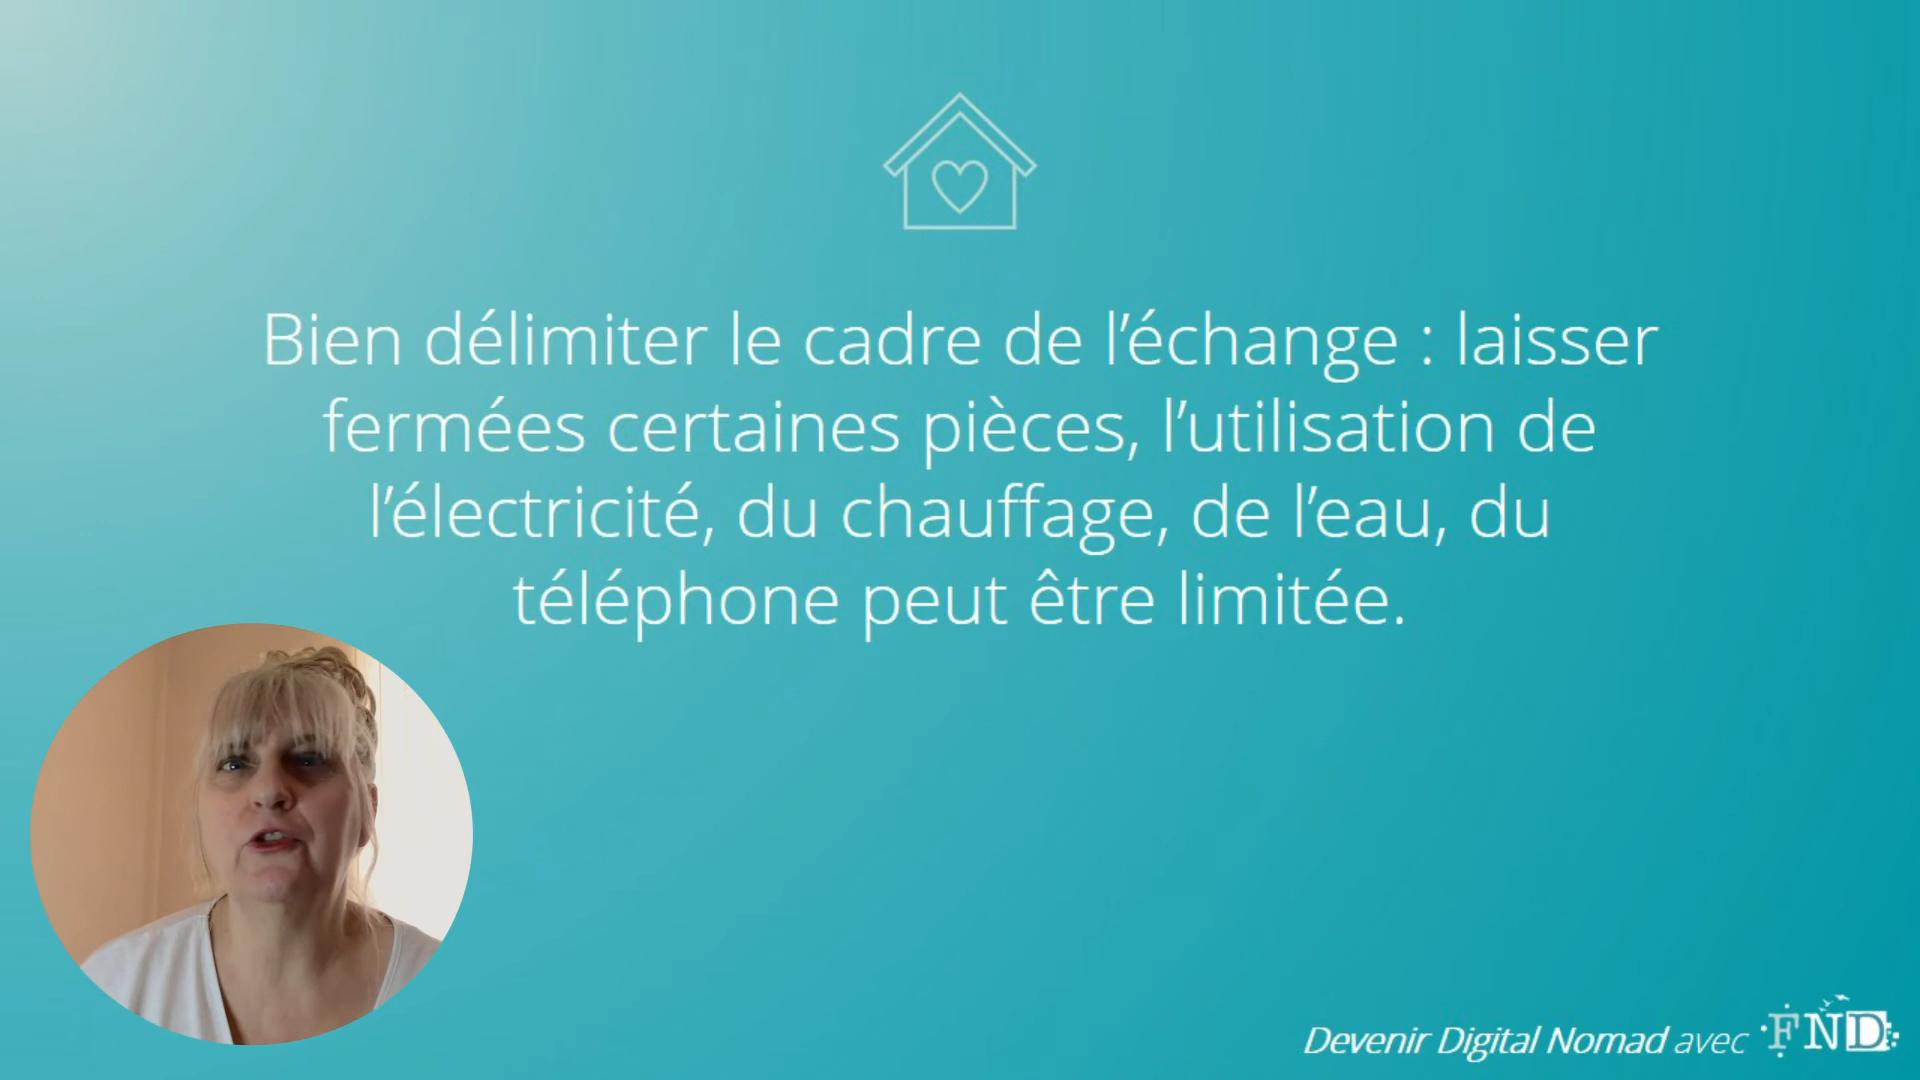 Bien délimiter le cadre de l’échange : laisser
fermées certaines pièces, l’utilisation de
l’électricité, du chauffage, de l’eau, du
téléphone peut être limitée.
Devenir Digital Nomad avec FND